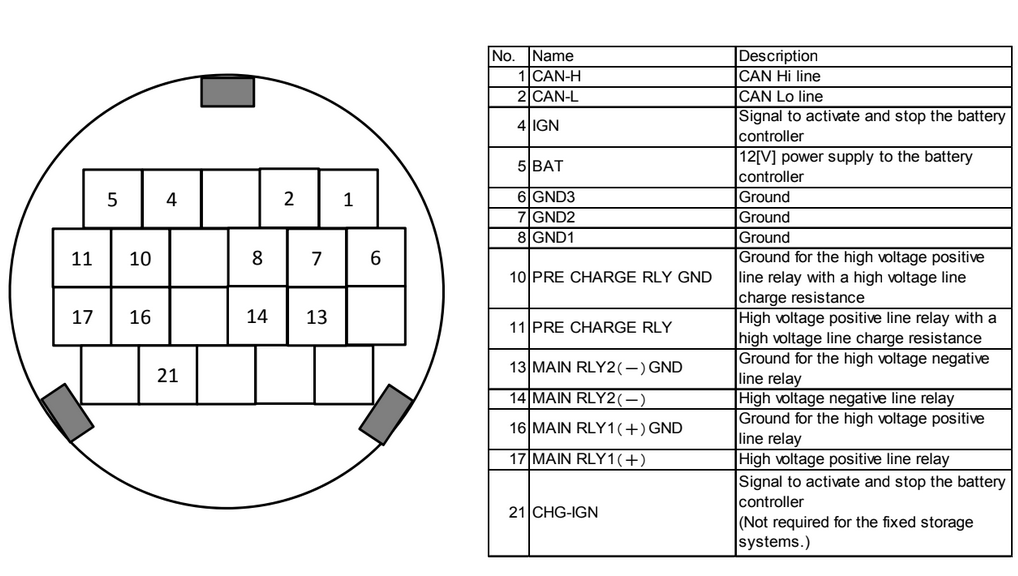 5 4 2 1
11 10 8 7 6
17 16 14 13
21
No. Name Description
1 CAN-H CAN Hi line
2 CAN-L CAN Lo line
4 IGN Signal to activate and stop the battery
controller
5 BAT 12[V] power supply to the battery
controller
6 GND3 Ground
7 GND2 Ground
8 GND1 Ground
10 PRE CHARGE RLY GND Ground for the high voltage positive
line relay with a high voltage line
charge resistance
11 PRE CHARGE RLY High voltage positive line relay with a
high voltage line charge resistance
13 MAIN RLY2(－)GND Ground for the high voltage negative
line relay
14 MAIN RLY2(－) High voltage negative line relay
16 MAIN RLY1(＋)GND Ground for the high voltage positive
line relay
17 MAIN RLY1(＋) High voltage positive line relay
21 CHG-IGN Signal to activate and stop the battery
controller
(Not required for the fixed storage
systems.)